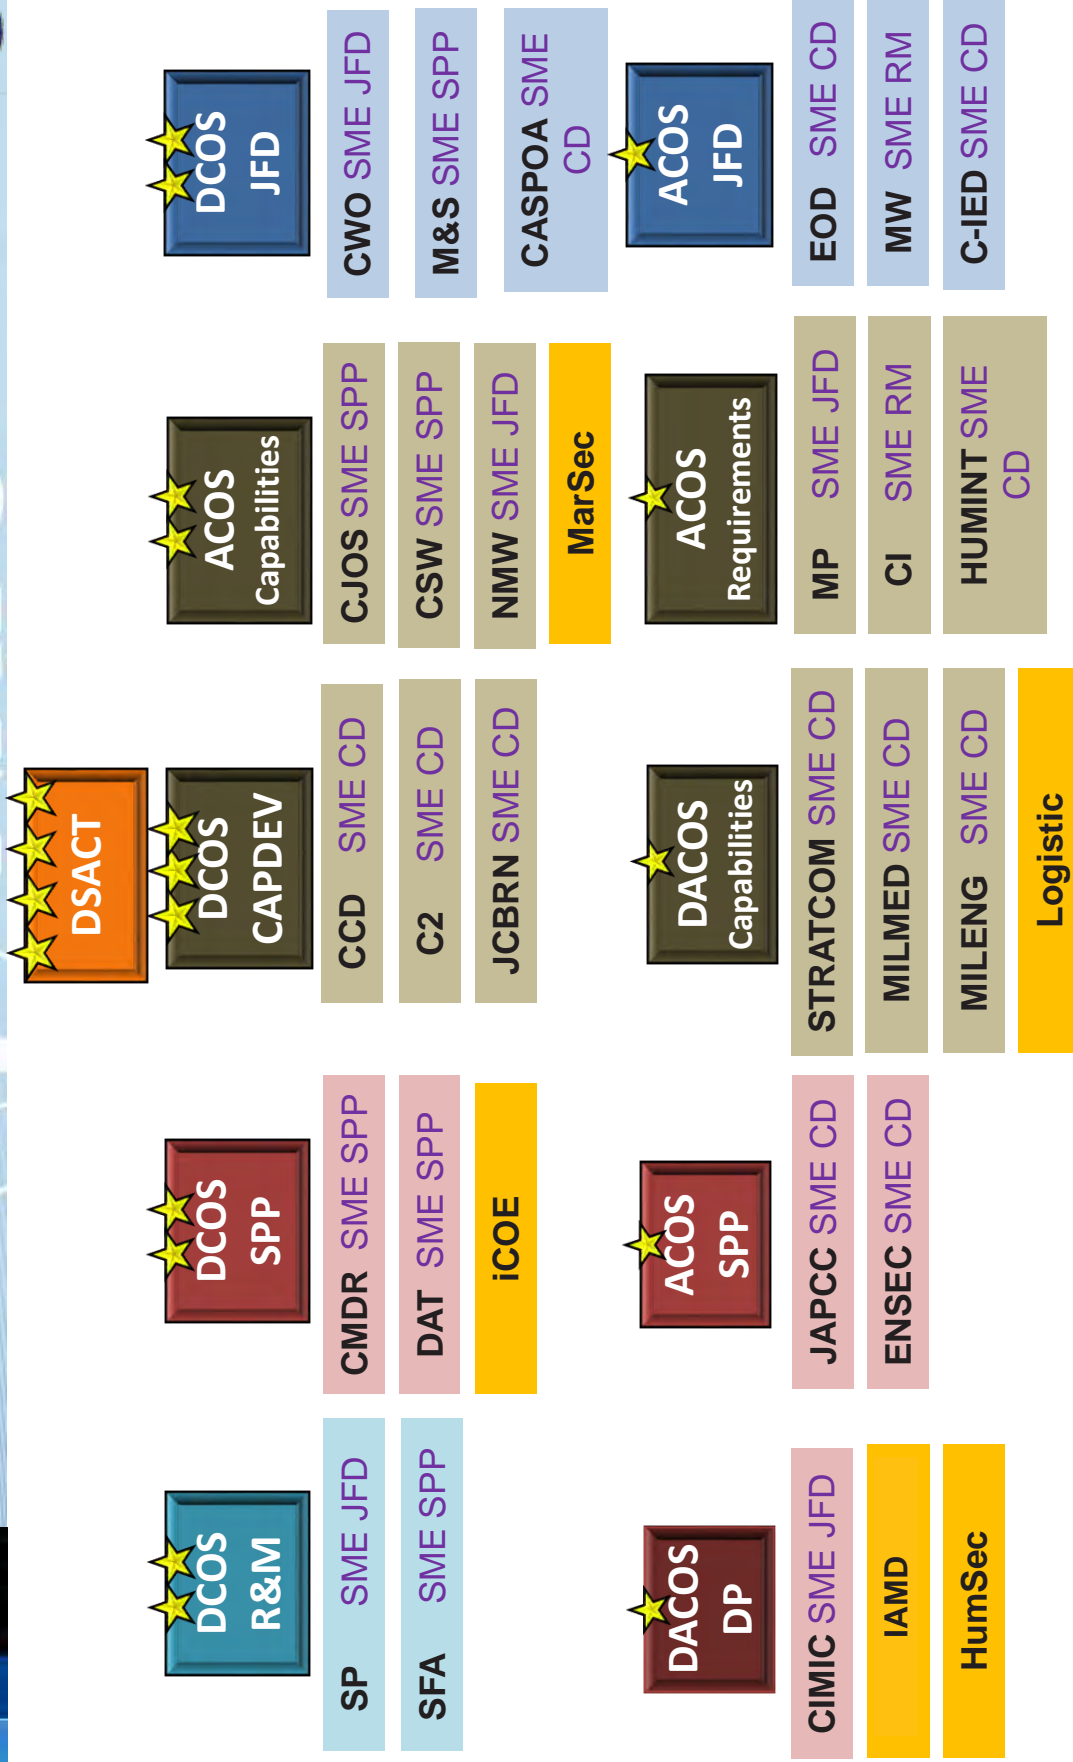 DSACT
DCOS
R&M
SP SME JFD
SFA SME SPP
DCOS
SPP
CMDR SME SPP
DAT SME SPP
iCOE
DCOS
CAPDEV
CCD SME CD
C2 SME CD
JCBRN SME CD
ACOS
Capabilities
CJOS SME SPP
CSW SME SPP
NMW SME JFD
MarSec
DCOS
JFD
CWO SME JFD
M&S SME SPP
CASPOA SME
CD
DACOS
DP
CIMIC SME JFD
IAMD
HumSec
ACOS
SPP
JAPCC SME CD
ENSEC SME CD
DACOS
Capabilities
STRATCOM SME CD
MILMED SME CD
MILENG SME CD
Logistic
ACOS
Requirements
MP SME JFD
CI SME RM
HUMINT SME
CD
ACOS
JFD
EOD SME CD
MW SME RM
C-IED SME CD